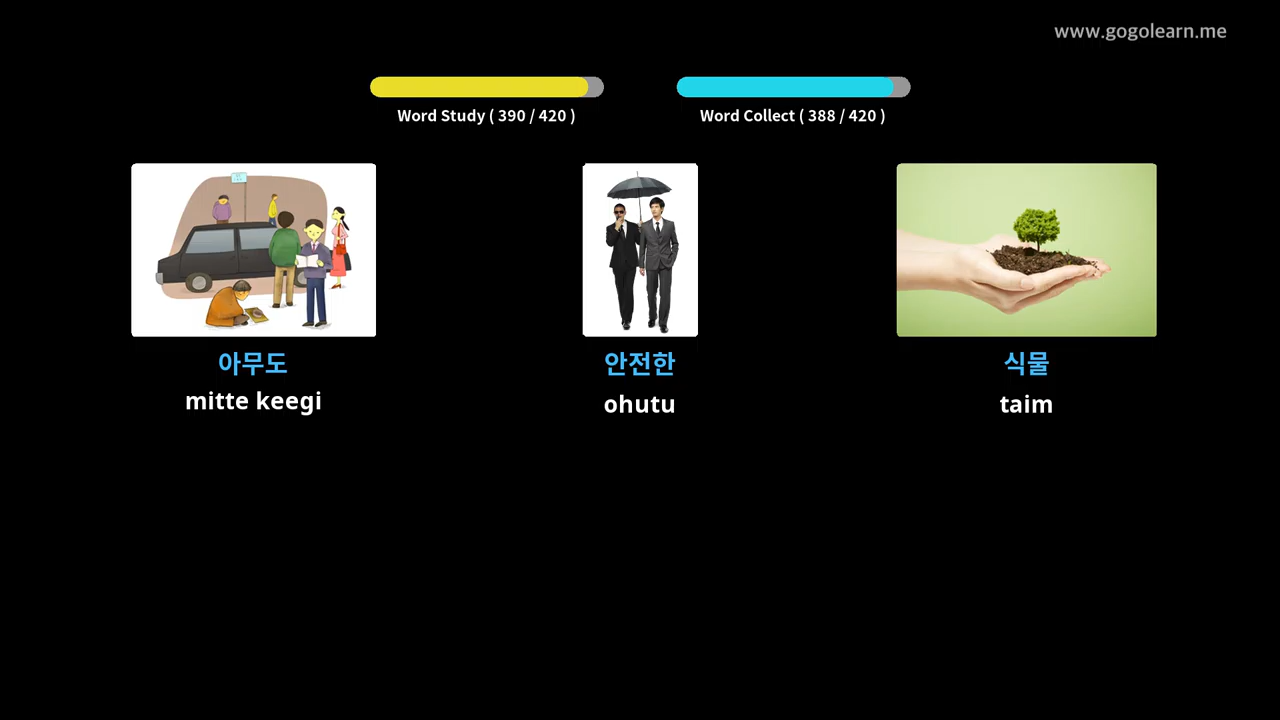 www.gogolearn.me
Word Study ( 390 / 420 )
Word Collect ( 388 / 420 )
아무도
안전한
식물
mitte keegi
ohutu
taim